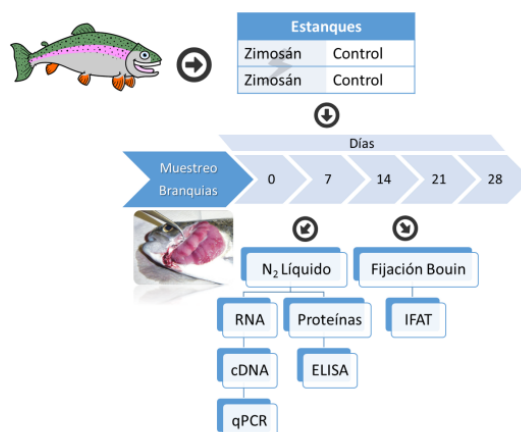 Estanques
Zimosán Control
Zimosán Control
Días
Muestreo
Branquias
0 7 14 21 28
N₂ Líquido Fijación Bouin
RNA Proteínas IFAT
cDNA ELISA
qPCR